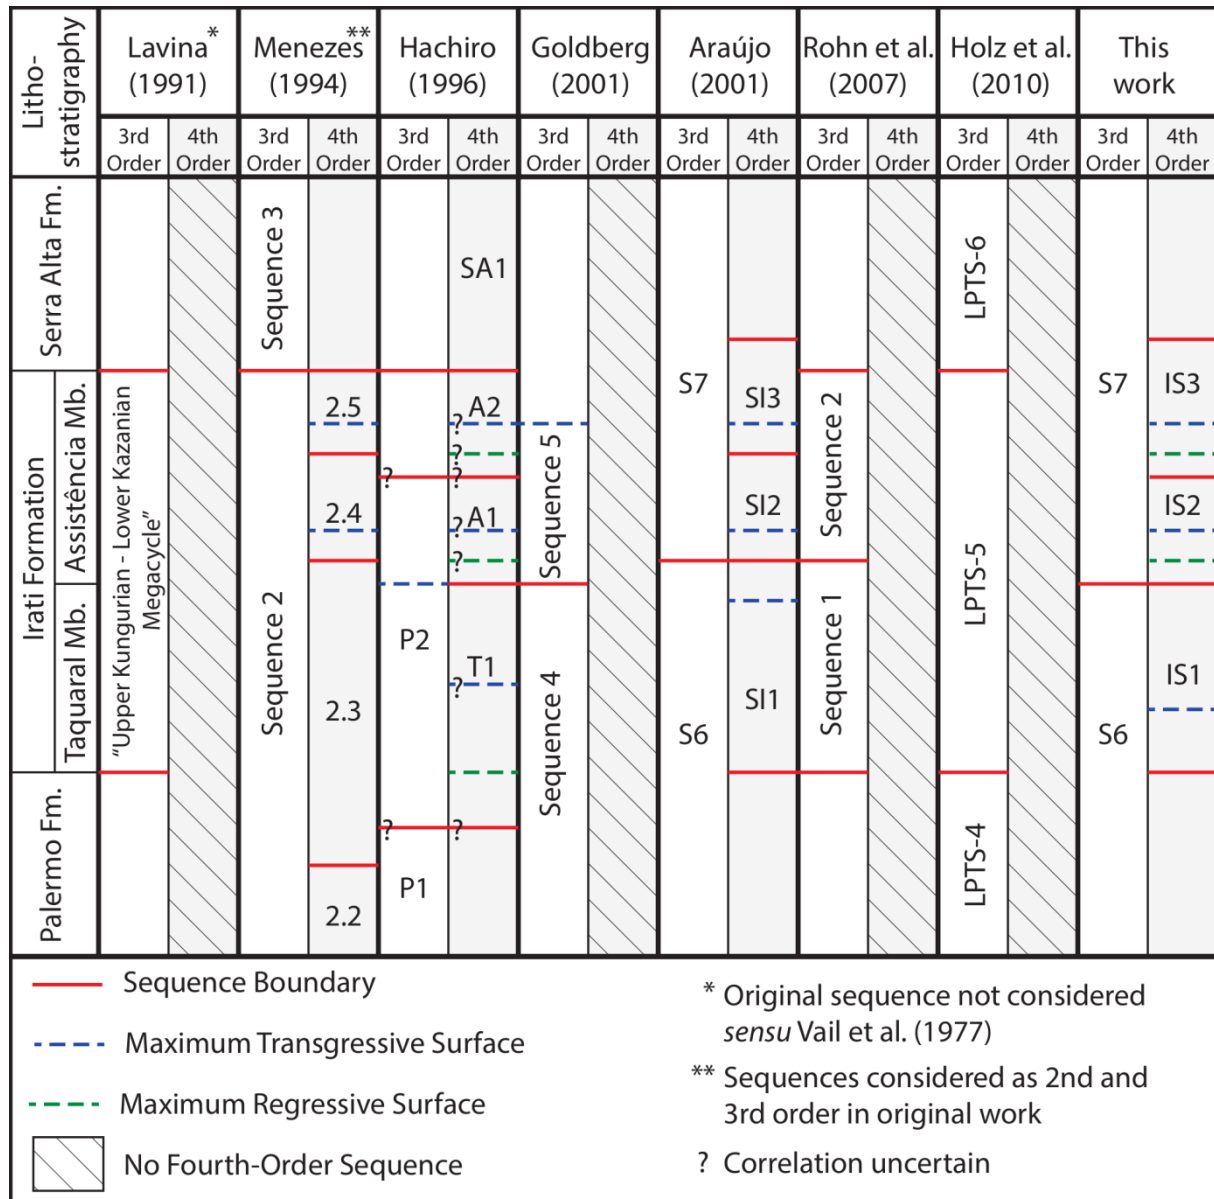 Litho-
stratigraphy
Lavina*
(1991)
Menezes**
(1994)
Hachiro
(1996)
Goldberg
(2001)
Araújo
(2001)
Rohn et al.
(2007)
Holz et al.
(2010)
This
work
3rd
Order
4th
Order
3rd
Order
4th
Order
3rd
Order
4th
Order
3rd
Order
4th
Order
3rd
Order
4th
Order
3rd
Order
4th
Order
3rd
Order
4th
Order
3rd
Order
4th
Order
Serra Alta Fm.
Irati Formation
Assistência Mb.
Taquaral Mb.
Palermo Fm.
"Upper Kungurian - Lower Kazanian
Megacycle"
Sequence 3
Sequence 2
2.5
2.4
2.3
2.2
P2
P1
SA1
A2
?
?
?
?
A1
?
?
T1
?
?
?
Sequence 5
Sequence 4
S7
S6
SI3
SI2
SI1
Sequence 2
Sequence 1
LPTS-6
LPTS-5
LPTS-4
S7
S6
IS3
IS2
IS1
Sequence Boundary
Maximum Transgressive Surface
Maximum Regressive Surface
No Fourth-Order Sequence
* Original sequence not considered
sensu Vail et al. (1977)
** Sequences considered as 2nd and
3rd order in original work
? Correlation uncertain